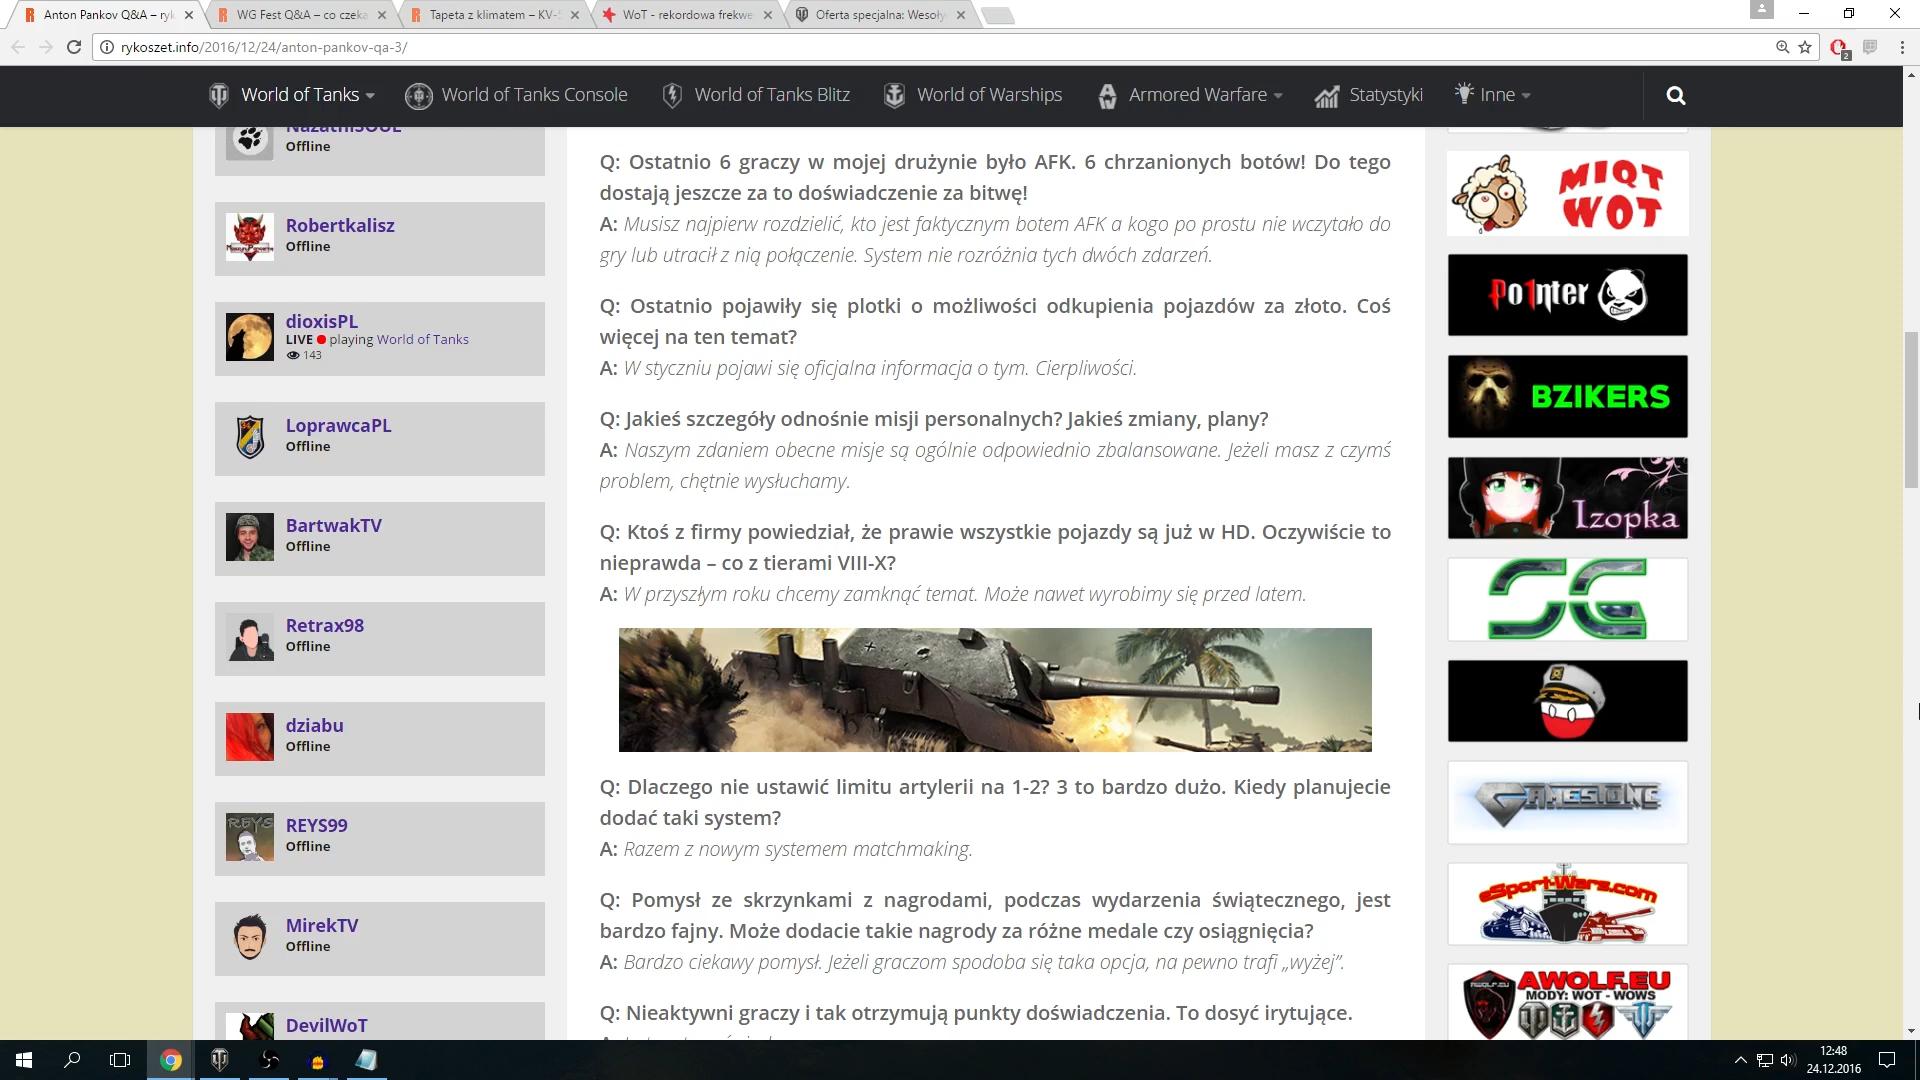 Anton Pankov Q&A – ryk
WG Fest Q&A – co czeka
Tapeta z klimatem – KV-5
WoT - rekordowa frekwe
Oferta specjalna: Wesoły
rykoszet.info/2016/12/24/anton-pankov-qa-3/
2
World of Tanks
World of Tanks Console
World of Tanks Blitz
World of Warships
Armored Warfare
Statystyki
Inne
Offline
Robertkalisz
Offline
dioxisPL
LIVE playing World of Tanks
143
LoprawcaPL
Offline
BartwakTV
Offline
Retrax98
Offline
dziabu
Offline
REYS
REYS99
Offline
MirekTV
Offline
DevilWoT
Q: Ostatnio 6 graczy w mojej drużynie było AFK. 6 chrzanionych botów! Do tego
dostają jeszcze za to doświadczenie za bitwę!
A: Musisz najpierw rozdzielić, kto jest faktycznym botem AFK a kogo po prostu nie wczytało do
gry lub utracił z nią połączenie. System nie rozróżnia tych dwóch zdarzeń.
Q: Ostatnio pojawiły się plotki o możliwości odkupienia pojazdów za złoto. Coś
więcej na ten temat?
A: W styczniu pojawi się oficjalna informacja o tym. Cierpliwości.
Q: Jakieś szczegóły odnośnie misji personalnych? Jakieś zmiany, plany?
A: Naszym zdaniem obecne misje są ogólnie odpowiednio zbalansowane. Jeżeli masz z czymś
problem, chętnie wysłuchamy.
Q: Ktoś z firmy powiedział, że prawie wszystkie pojazdy są już w HD. Oczywiście to
nieprawda – co z tierami VIII-X?
A: W przyszłym roku chcemy zamknąć temat. Może nawet wyrobimy się przed latem.
Q: Dlaczego nie ustawić limitu artylerii na 1-2? 3 to bardzo dużo. Kiedy planujecie
dodać taki system?
A: Razem z nowym systemem matchmaking.
Q: Pomysł ze skrzynkami z nagrodami, podczas wydarzenia świątecznego, jest
bardzo fajny. Może dodacie takie nagrody za różne medale czy osiągnięcia?
A: Bardzo ciekawy pomysł. Jeżeli graczom spodoba się taka opcja, na pewno trafi „wyżej”.
Q: Nieaktywni graczy i tak otrzymują punkty doświadczenia. To dosyć irytujące.
MIQT
WOT
Po1nter
BZIKERS
Izopka
SG
GAMESTONE
eSport-Wars.com
AWOLF.EU
MODY: WOT - WOWS
12:48
24.12.2016